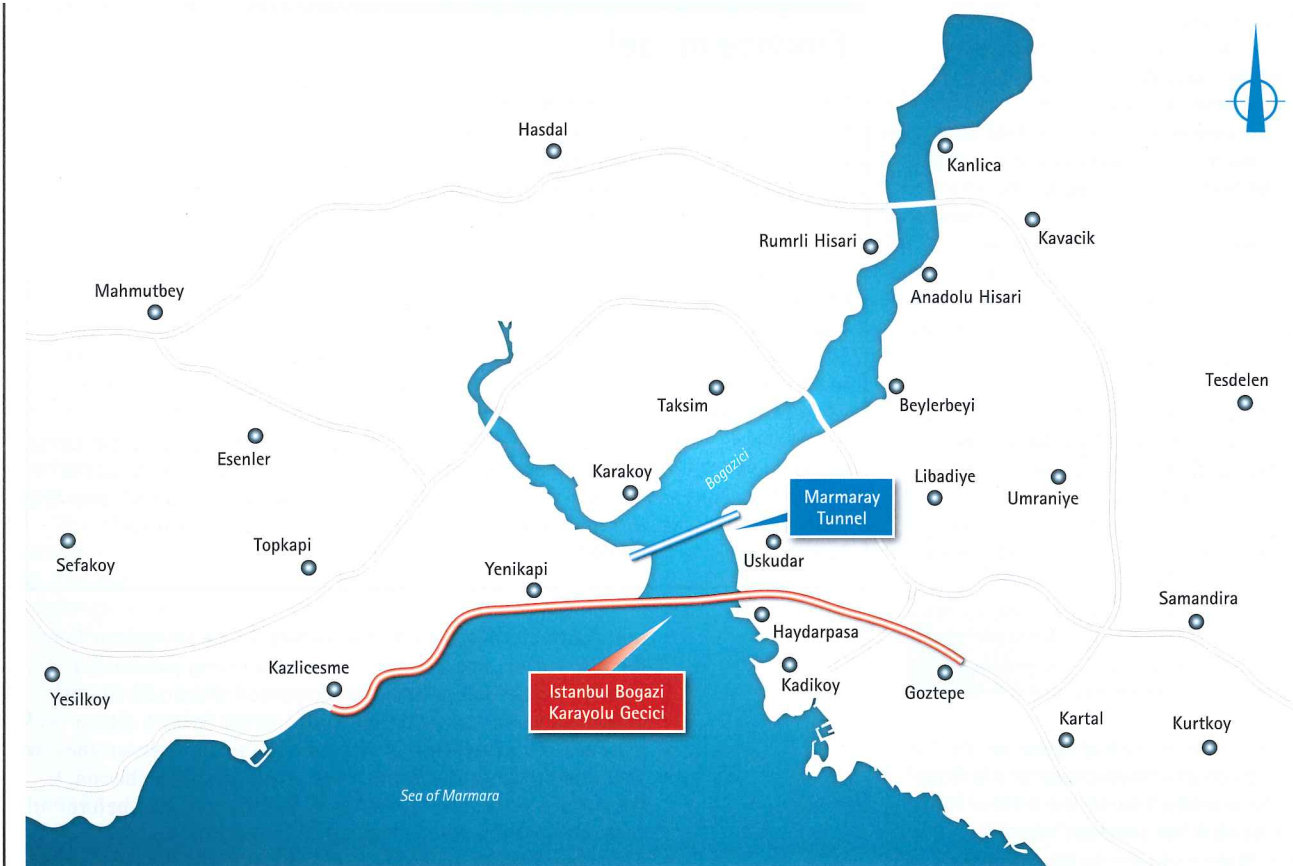 Hasdal
Kanlica
Rumrli Hisari
Kavacik
Anadolu Hisari
Mahmutbey
Taksim
Beylerbeyi
Tesdelen
Esenler
Karakoy
Bogazici
Libadiye
Umraniye
Marmaray
Tunnel
Sefakoy
Topkapi
Yenikapi
Uskudar
Samandira
Haydarpasa
Kazlicesme
Yesilkoy
Istanbul Bogazi
Karayolu Gecici
Kadikoy
Goztepe
Kartal
Kurtkoy
Sea of Marmara